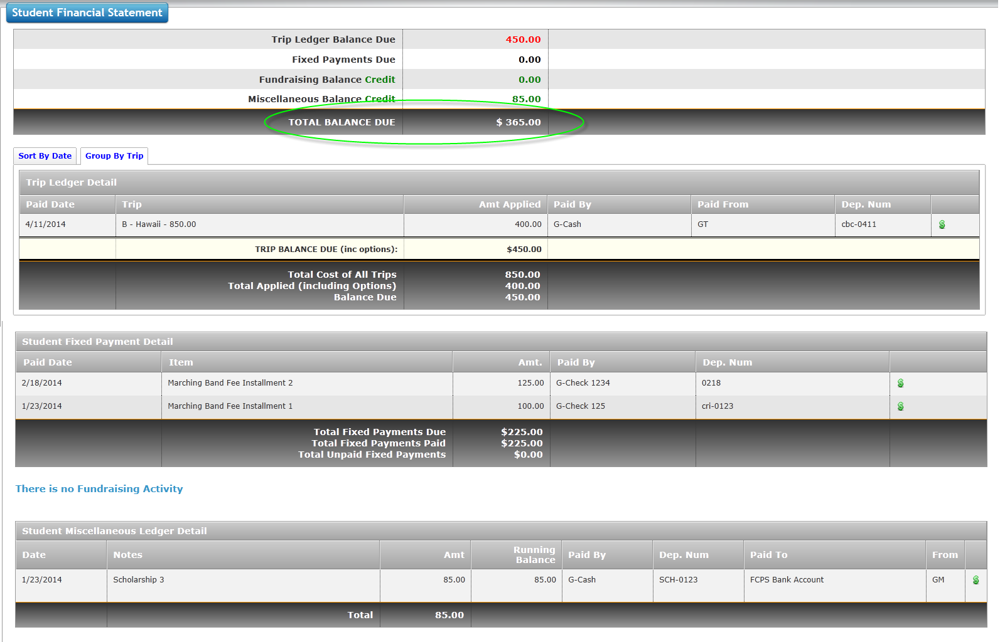 Student Financial Statement
Trip Ledger Balance Due 450.00
Fixed Payments Due 0.00
Fundraising Balance Credit 0.00
Miscellaneous Balance Credit 85.00
TOTAL BALANCE DUE $ 365.00
Sort By Date Group By Trip
Trip Ledger Detail
Paid Date Trip Amt Applied Paid By Paid From Dep. Num
4/11/2014 B - Hawaii - 850.00 400.00 G-Cash GT cbc-0411
TRIP BALANCE DUE (inc options): $450.00
Total Cost of All Trips 850.00
Total Applied (including Options) 400.00
Balance Due 450.00
Student Fixed Payment Detail
Paid Date Item Amt. Paid By Dep. Num
2/18/2014 Marching Band Fee Installment 2 125.00 G-Check 1234 0218
1/23/2014 Marching Band Fee Installment 1 100.00 G-Check 125 cri-0123
Total Fixed Payments Due $225.00
Total Fixed Payments Paid $225.00
Total Unpaid Fixed Payments $0.00
There is no Fundraising Activity
Student Miscellaneous Ledger Detail
Date Notes Amt Running Balance Paid By Dep. Num Paid To From
1/23/2014 Scholarship 3 85.00 85.00 G-Cash SCH-0123 FCPS Bank Account GM
Total 85.00